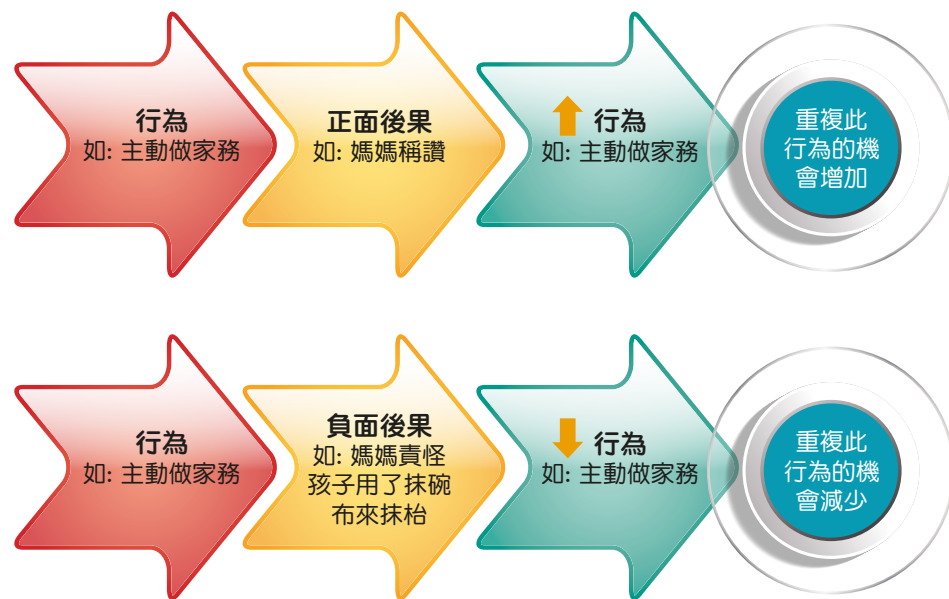 行為
如: 主動做家務
正面後果
如: 媽媽稱讚
行為
如: 主動做家務
重複此
行為的機
會增加
行為
如: 主動做家務
負面後果
如: 媽媽責怪
孩子用了抹碗
布來抹枱
行為
如: 主動做家務
重複此
行為的機
會減少